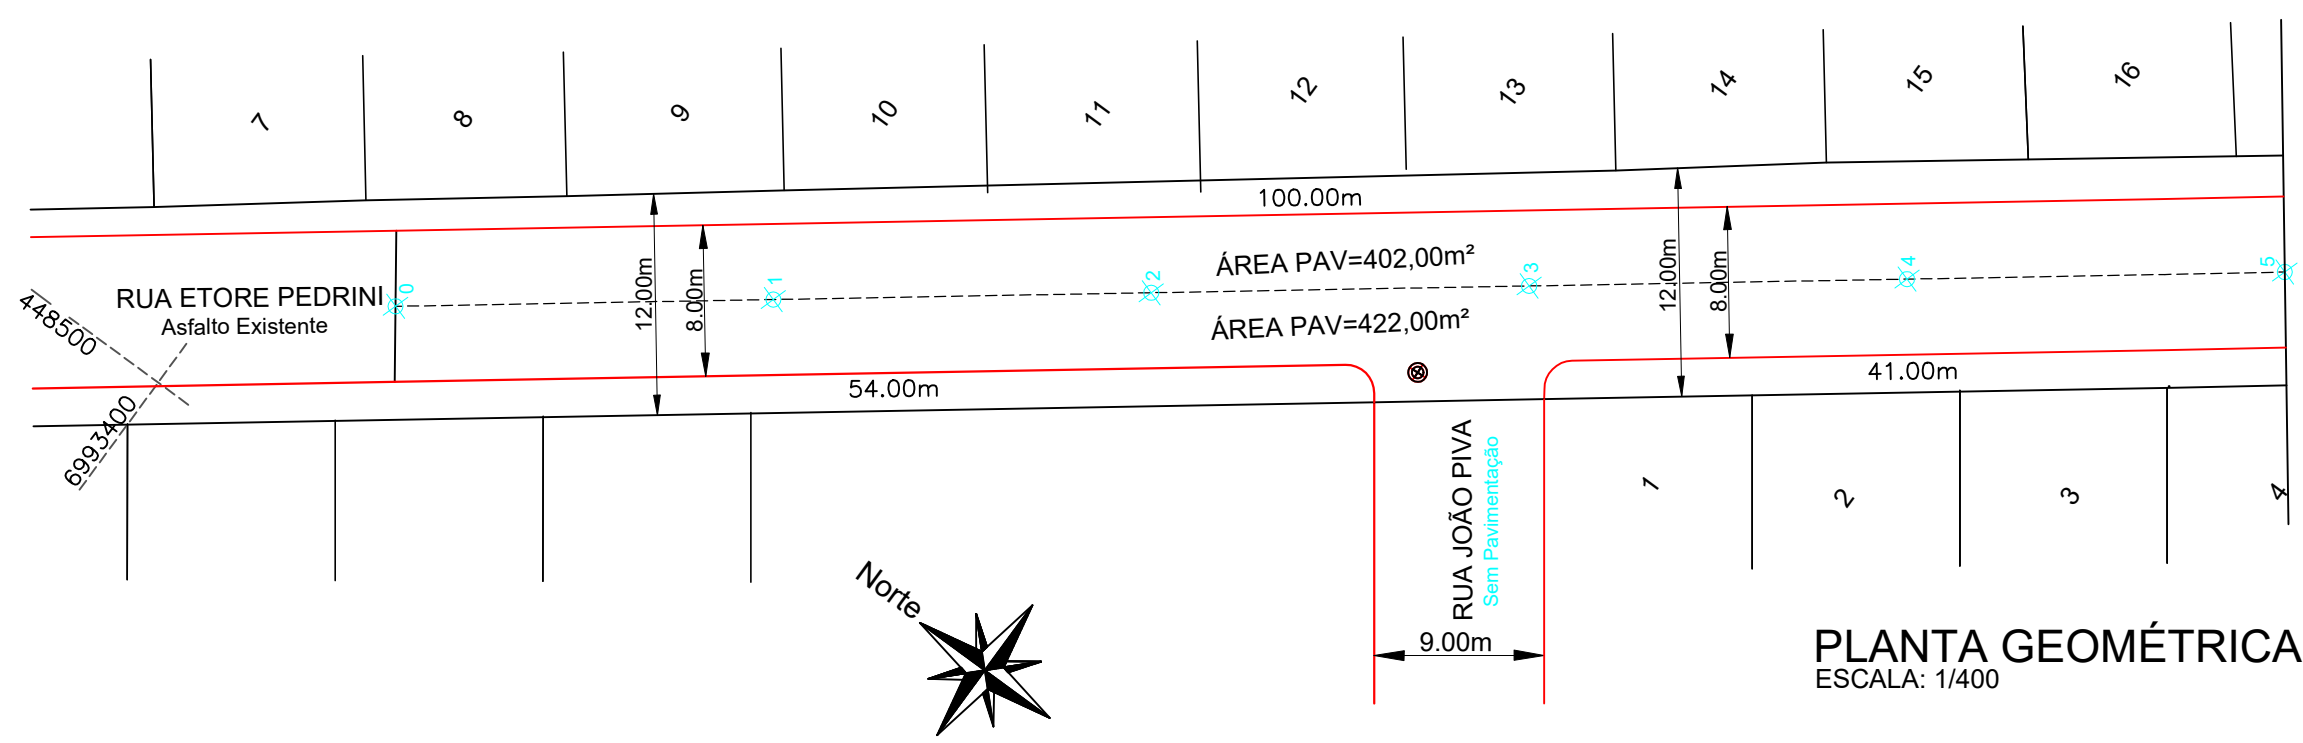 7
8
9
10
11
12
13
14
15
16
100.00m
ÁREA PAV=402,00m²
12.00m
8.00m
12.00m
8.00m
0
1
2
3
4
5
RUA ETORE PEDRINI
Asfalto Existente
448500
6993400
ÁREA PAV=422,00m²
54.00m
41.00m
RUA JOÃO PIVA
Sem Pavimentação
1
2
3
4
Norte
9.00m
PLANTA GEOMÉTRICA
ESCALA: 1/400